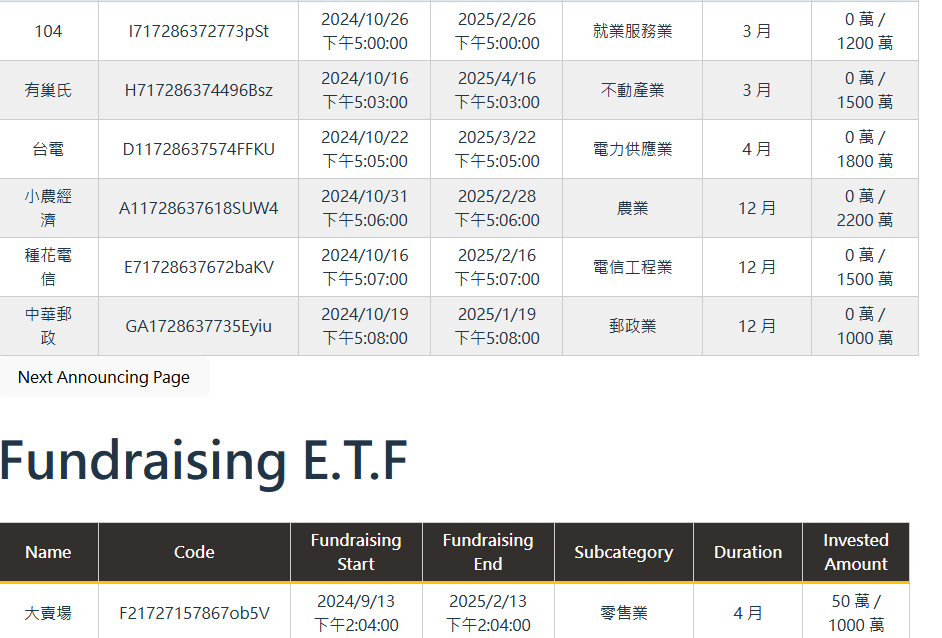 104 I717286372773pSt 2024/10/26 下午5:00:00 2025/2/26 下午5:00:00 就業服務業 3 月 0 萬 / 1200 萬
有巢氏 H717286374496Bsz 2024/10/16 下午5:03:00 2025/4/16 下午5:03:00 不動產業 3 月 0 萬 / 1500 萬
台電 D11728637574FFKU 2024/10/22 下午5:05:00 2025/3/22 下午5:05:00 電力供應業 4 月 0 萬 / 1800 萬
小農經濟 A11728637618SUW4 2024/10/31 下午5:06:00 2025/2/28 下午5:06:00 農業 12 月 0 萬 / 2200 萬
種花電信 E71728637672baKV 2024/10/16 下午5:07:00 2025/2/16 下午5:07:00 電信工程業 12 月 0 萬 / 1500 萬
中華郵政 GA1728637735Eyiu 2024/10/19 下午5:08:00 2025/1/19 下午5:08:00 郵政業 12 月 0 萬 / 1000 萬
Next Announcing Page
Fundraising E.T.F
Name Code Fundraising Start Fundraising End Subcategory Duration Invested Amount
大賣場 F21727157867ob5V 2024/9/13 下午2:04:00 2025/2/13 下午2:04:00 零售業 4 月 50 萬 / 1000 萬